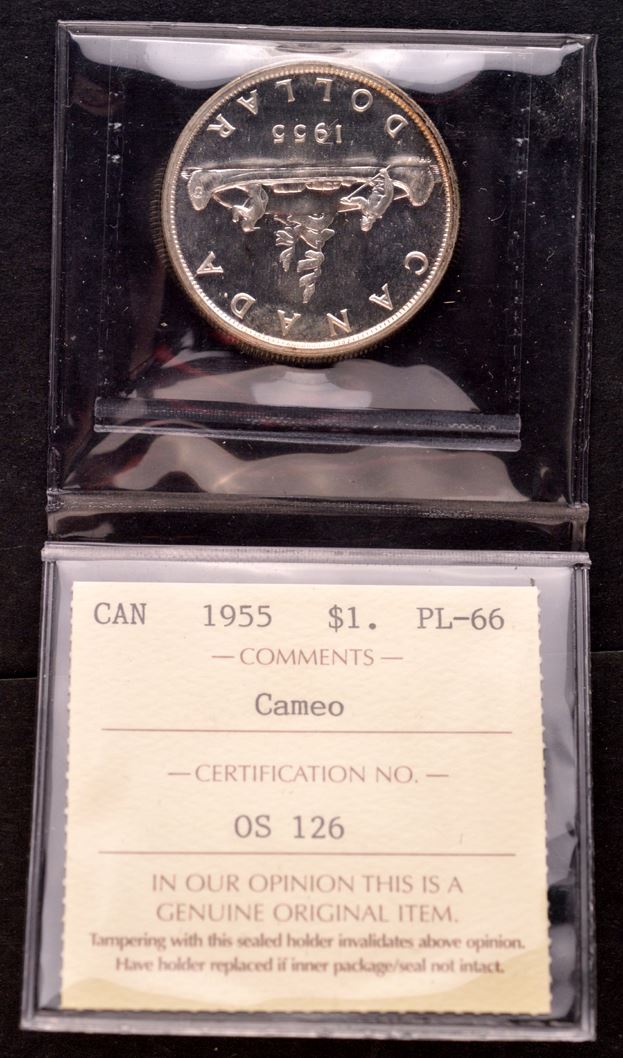 CANADA
1955
DOLLAR
CAN 1955 $1. PL-66
— COMMENTS —
Cameo
— CERTIFICATION NO. —
OS 126
IN OUR OPINION THIS IS A
GENUINE ORIGINAL ITEM.
Tampering with this sealed holder invalidates above opinion.
Have holder replaced if inner package/seal not intact.